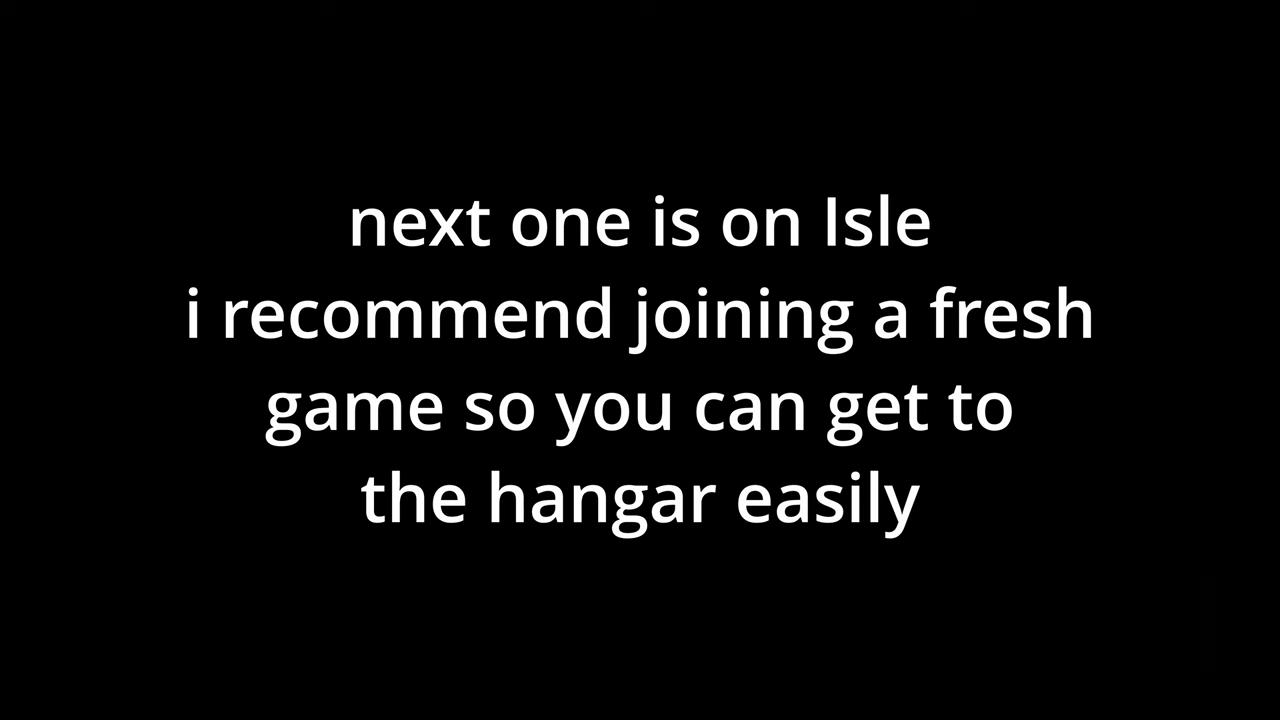 next one is on Isle
i recommend joining a fresh
game so you can get to
the hangar easily